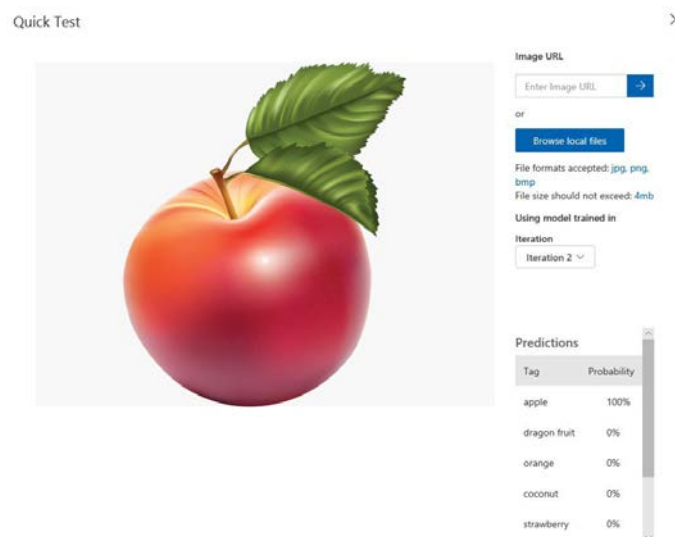 Quick Test
Image URL
Enter Image URL
or
Browse local files
File formats accepted: jpg, png,
bmp
File size should not exceed: 4mb
Using model trained in
Iteration
Iteration 2
Predictions
Tag Probability
apple 100%
dragon fruit 0%
orange 0%
coconut 0%
strawberry 0%